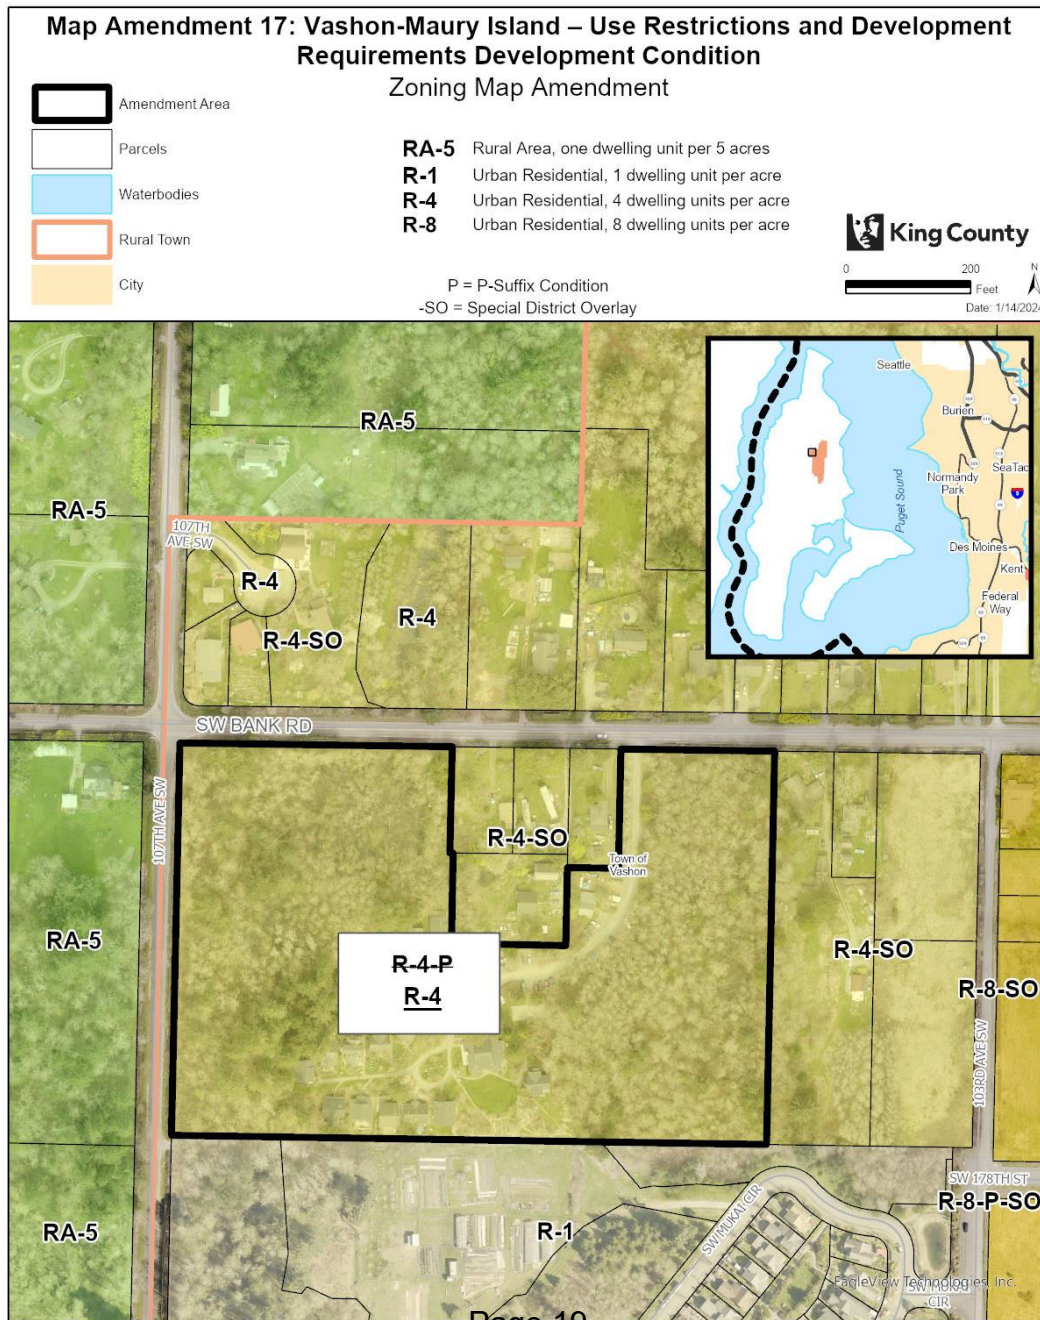 Map Amendment 17: Vashon-Maury Island – Use Restrictions and Development
Requirements Development Condition
Zoning Map Amendment
Amendment Area
Parcels
Waterbodies
Rural Town
City
RA-5 Rural Area, one dwelling unit per 5 acres
R-1 Urban Residential, 1 dwelling unit per acre
R-4 Urban Residential, 4 dwelling units per acre
R-8 Urban Residential, 8 dwelling units per acre
P = P-Suffix Condition
-SO = Special District Overlay
King County
0 200
Feet
N
Date: 1/14/2024
Seattle
Burien
SeaTac
Normandy
Park
Puget Sound
Des Moines
Kent
Federal
Way
RA-5
RA-5
107TH
AVE SW
R-4
R-4
R-4-SO
SW BANK RD
107TH AVE SW
R-4-SO
Town of
Vashon
RA-5
R-4-SO
R-4-P
R-4
R-8-SO
103RD AVE SW
SW 178TH ST
R-8-P-SO
SW MUKAI CIR
RA-5
R-1
EagleView Technologies, Inc.
SW MUKAI
CIR
Page 19